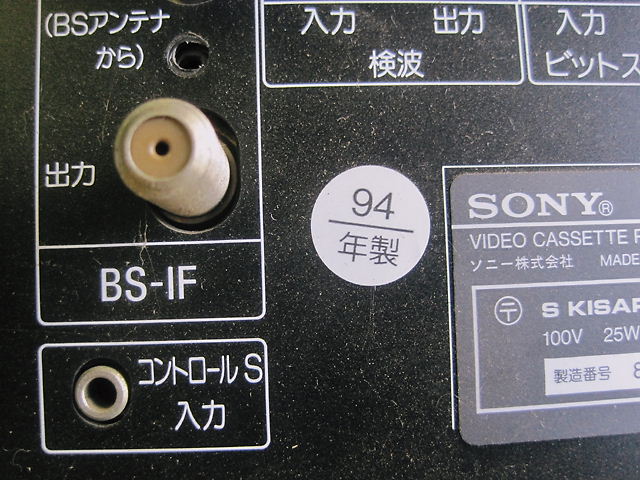 (BSアンテナ
から)
出力
BS-IF
コントロールS
入力
入力 出力
検波
入力
ビットス
94
年製
SONY®
VIDEO CASSETTE
ソニー株式会社 MADE
〒 S KISAR
100V 25W
製造番号 8